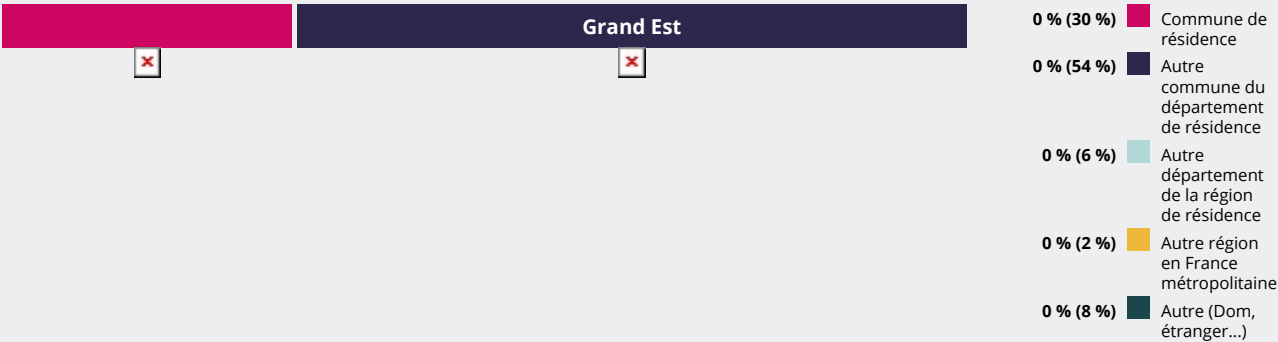 Grand Est
0 % (30 %) Commune de
résidence
0 % (54 %) Autre
commune du
département
de résidence
0 % (6 %) Autre
département
de la région
de résidence
0 % (2 %) Autre région
en France
métropolitaine
0 % (8 %) Autre (Dom,
étranger...)